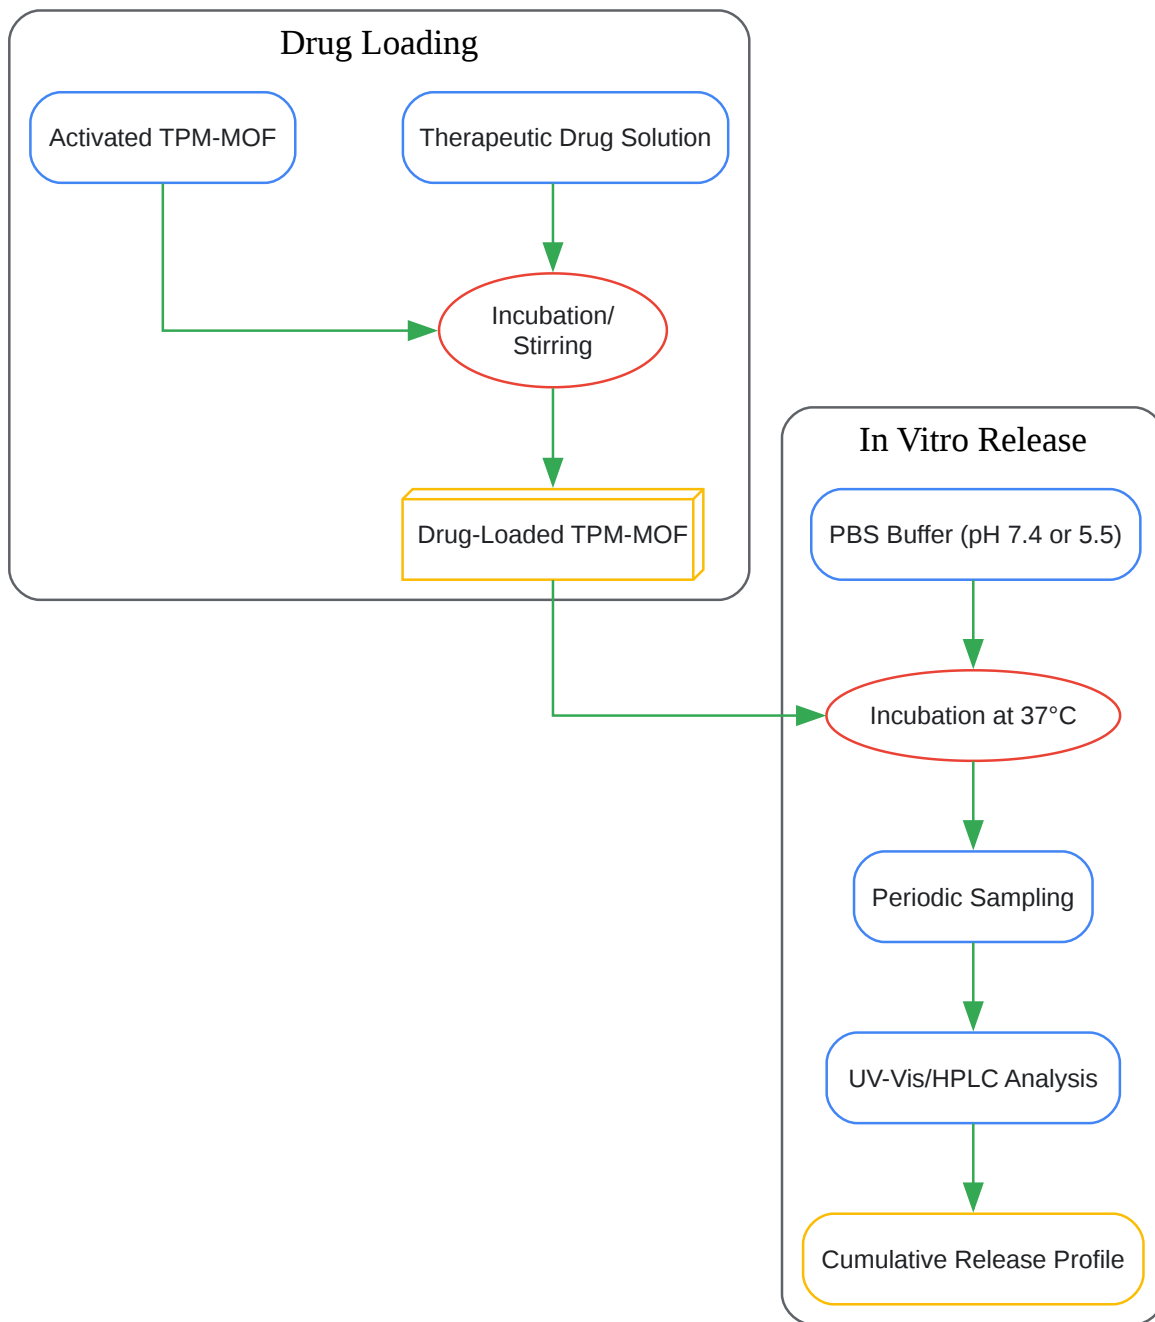 Drug Loading
Activated TPM-MOF
Therapeutic Drug Solution
Incubation/
Stirring
Drug-Loaded TPM-MOF
In Vitro Release
PBS Buffer (pH 7.4 or 5.5)
Incubation at 37°C
Periodic Sampling
UV-Vis/HPLC Analysis
Cumulative Release Profile